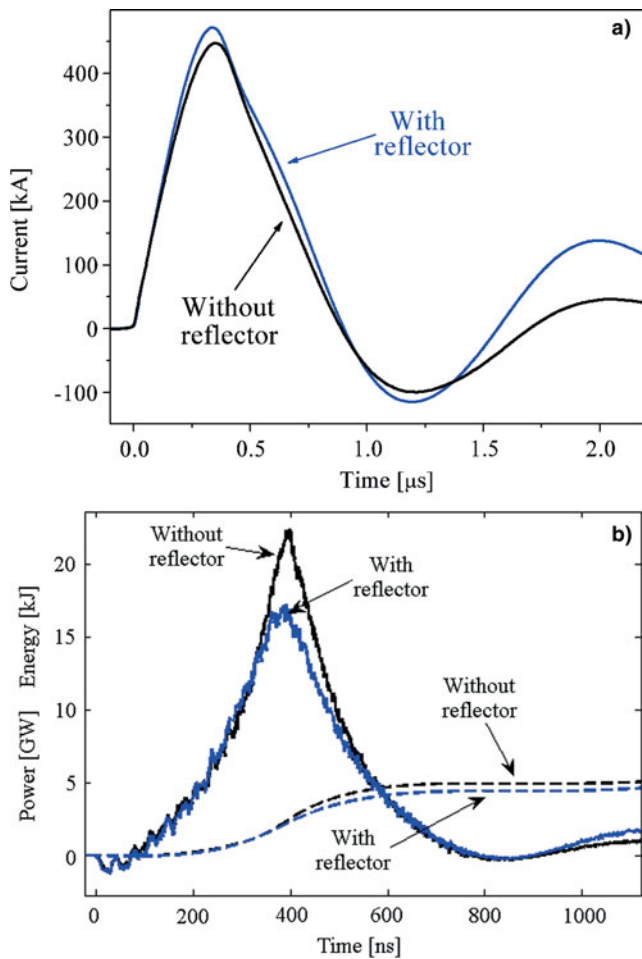 a)
400
300
200
100
0
-100
Current [kA]
With
reflector
Without
reflector
0.0
0.5
1.0
1.5
2.0
Time [µs]
b)
20
15
10
5
0
Power [GW] Energy [kJ]
Without
reflector
With
reflector
Without
reflector
With
reflector
0
200
400
600
800
1000
Time [ns]